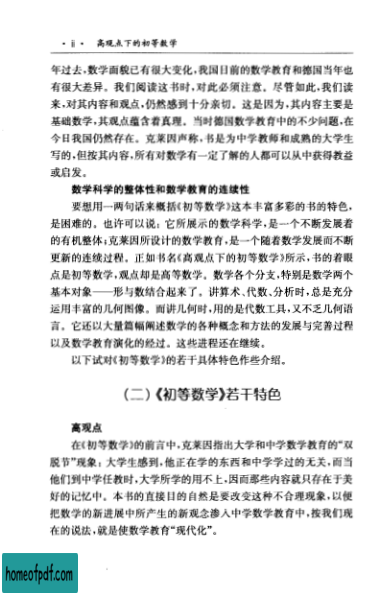 · ii · 高观点下的初等数学
年过去，数学面貌已有很大变化，我国目前的数学教育和德国当年也
有很大差异。我们阅读这书时，对此必须注意。尽管如此，我们读
来，对其内容和观点，仍然感到十分亲切。这是因为，其内容主要是
基础数学，其观点蕴含着真理。当时德国数学教育中的不少问题，在
今日我国仍然存在。克莱因声称，书是为中学教师和成熟的大学生
写的，但按其内容，所有对数学有一定了解的人都可以从中获得教益
或启发。
数学科学的整体性和数学教育的连续性
要想用一两句话来概括《初等数学》这本丰富多彩的书的特色，
是困难的。也许可以说：它所展示的数学科学，是一个不断发展着
的有机整体；克莱因所设计的数学教育，是一个随着数学发展而不断
更新的连续过程。正如书名《高观点下的初等数学》所示，书的着眼
点是初等数学，观点却是高等数学。数学各个分支，特别是数学两个
基本对象——形与数结合起来了。讲算术、代数、分析时，总是充分
运用丰富的几何图像。而讲几何时，用的是代数工具，又不乏几何语
言。它还以大量篇幅阐述数学的各种概念和方法的发展与完善过程
以及数学教育演化的经过。这些进程还在继续。
以下试对《初等数学》的若干具体特色作些介绍。
（二）《初等数学》若干特色
高观点
在《初等数学》的前言中，克莱因指出大学和中学数学教育的“双
脱节”现象：大学生感到，他正在学的东西和中学学过的无关，而当
他们到中学任教时，大学所学的用不上，因而那些内容就只存在于美
好的记忆中。本书的直接目的自然是要改变这种不合理现象，以便
把数学的新进展中所产生的新观念渗入中学数学教育中，按我们现
在的说法，就是使数学教育“现代化”。
homeofpdf.com